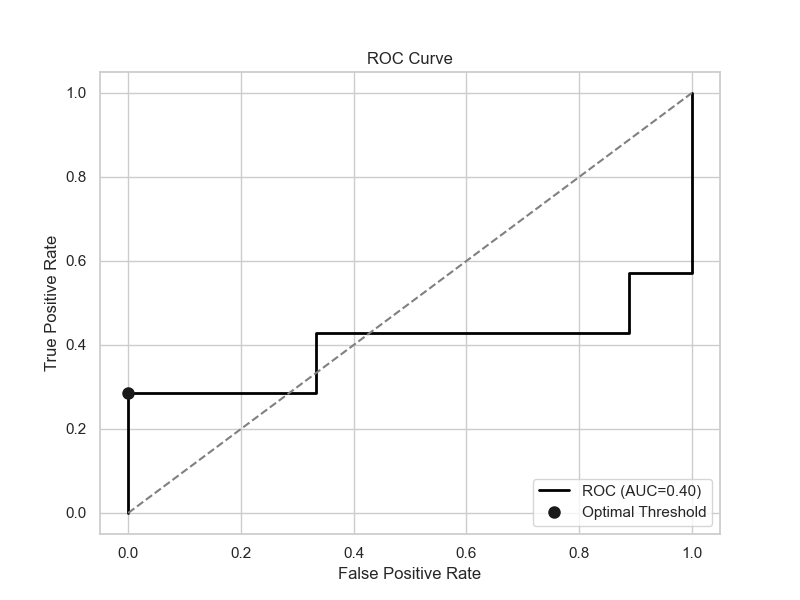 ROC Curve
True Positive Rate
1.0
0.8
0.6
0.4
0.2
0.0
0.0 0.2 0.4 0.6 0.8 1.0
False Positive Rate
ROC (AUC=0.40)
Optimal Threshold